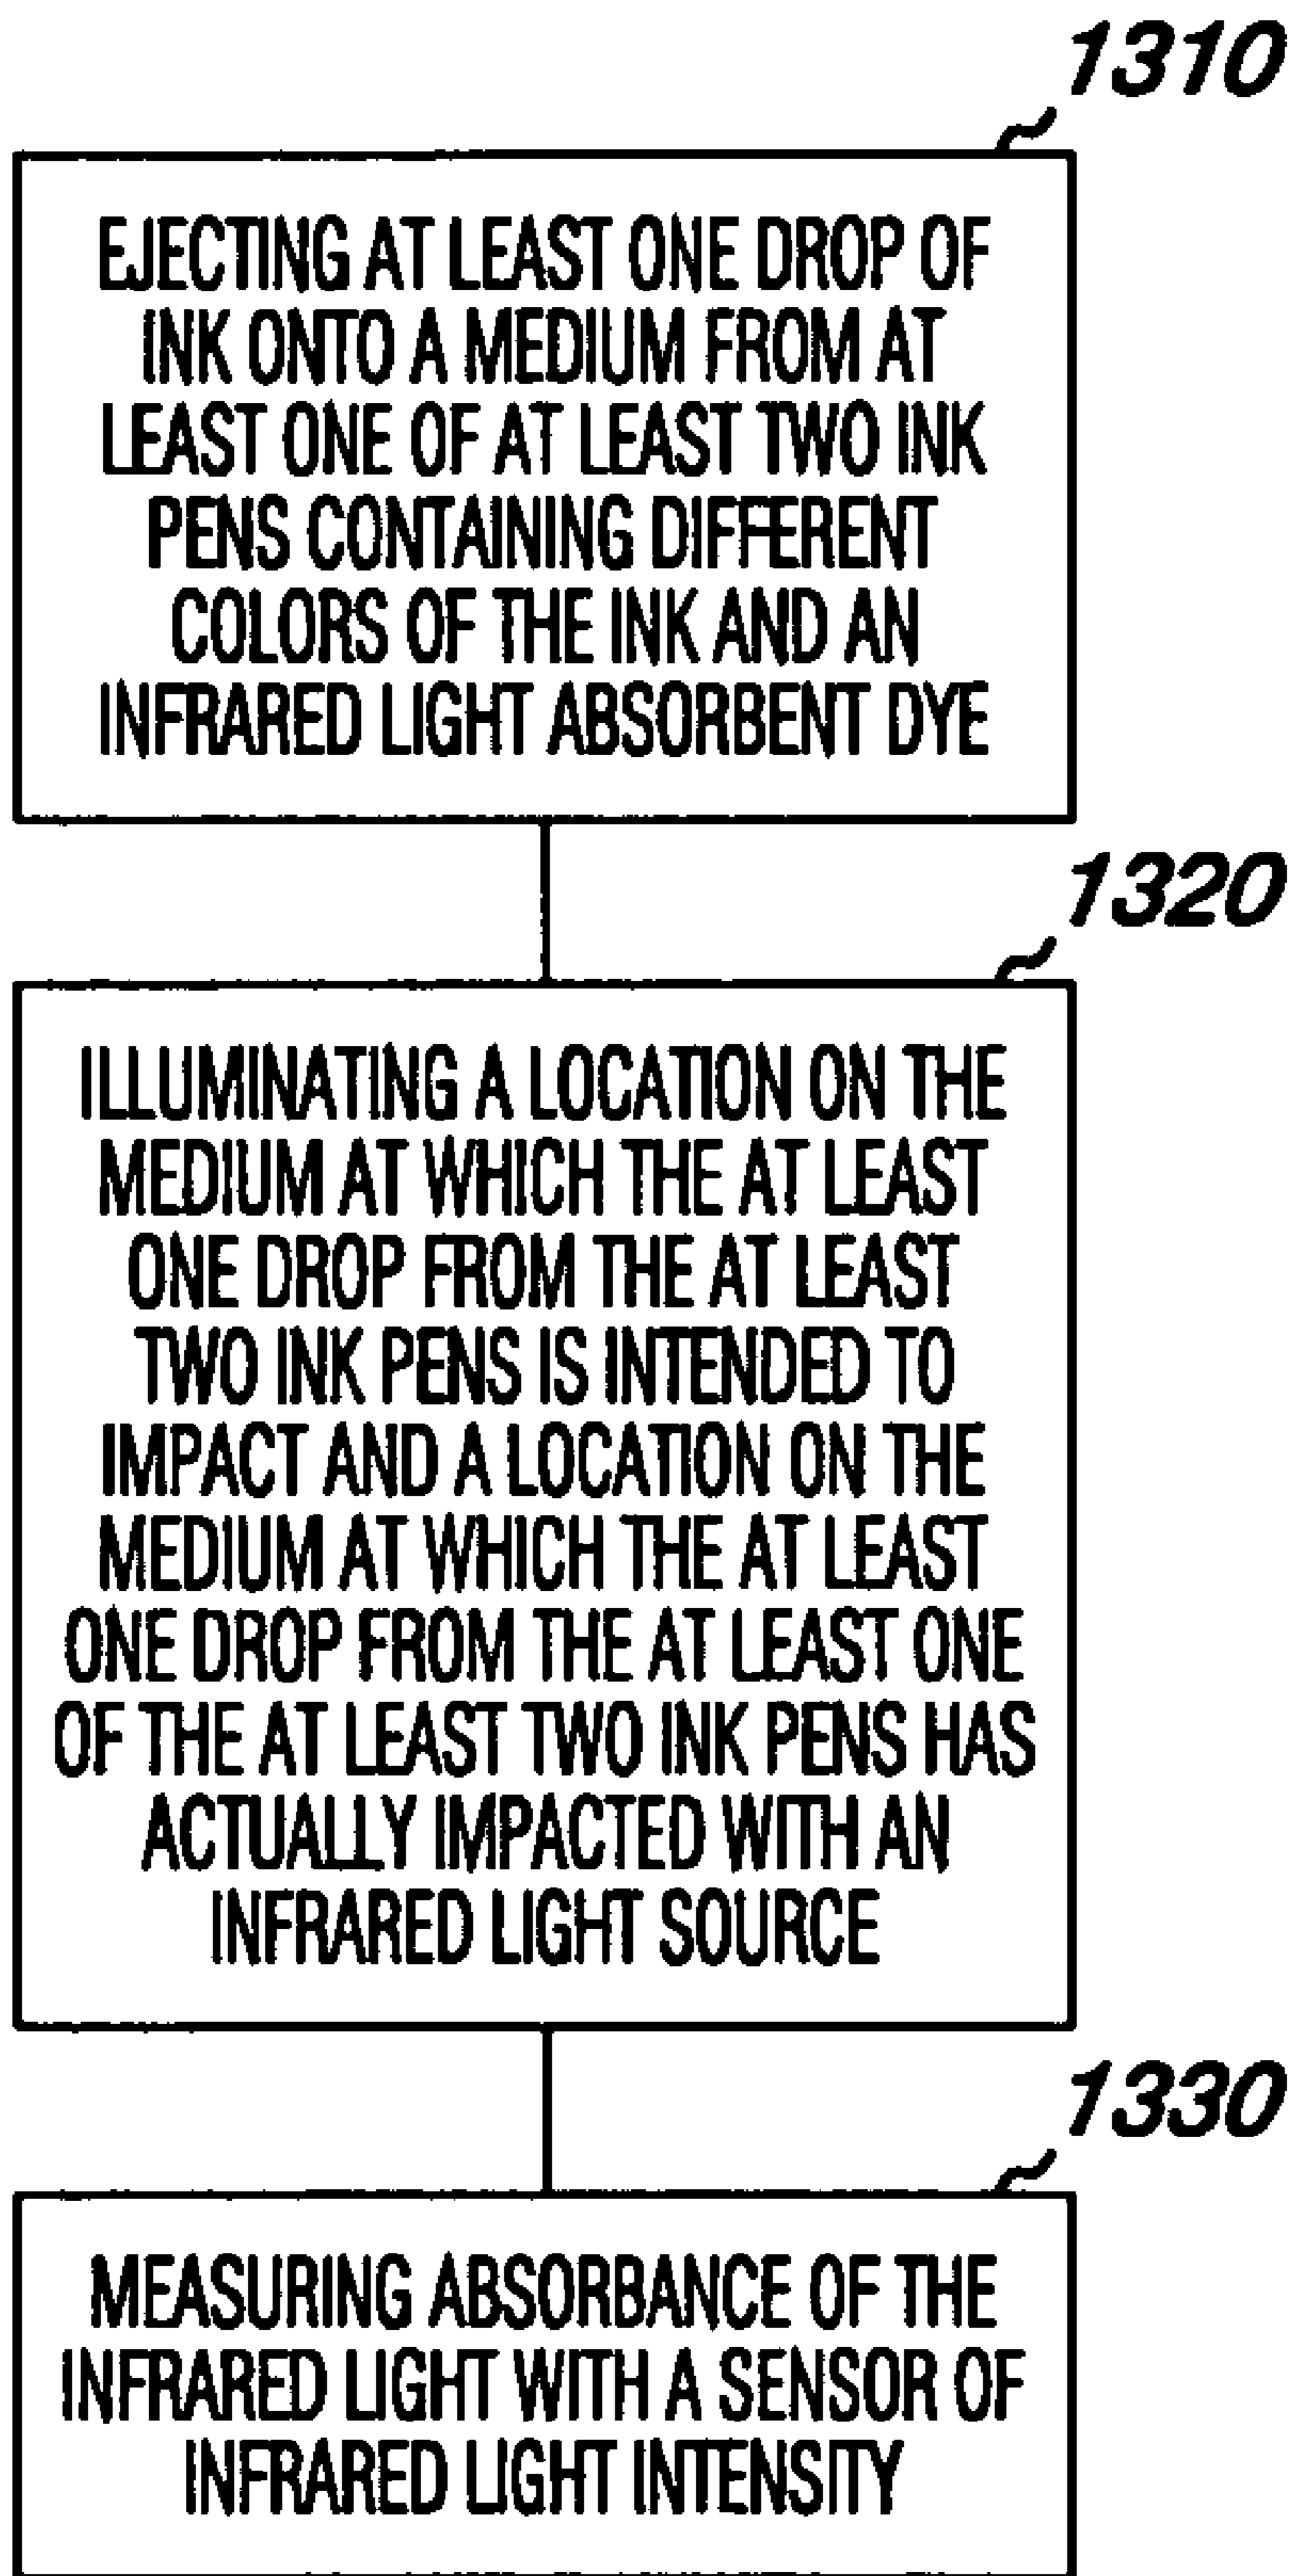 1310
EJECTING AT LEAST ONE DROP OF
INK ONTO A MEDIUM FROM AT
LEAST ONE OF AT LEAST TWO INK
PENS CONTAINING DIFFERENT
COLORS OF THE INK AND AN
INFRARED LIGHT ABSORBENT DYE
1320
ILLUMINATING A LOCATION ON THE
MEDIUM AT WHICH THE AT LEAST
ONE DROP FROM THE AT LEAST
TWO INK PENS IS INTENDED TO
IMPACT AND A LOCATION ON THE
MEDIUM AT WHICH THE AT LEAST
ONE DROP FROM THE AT LEAST ONE
OF THE AT LEAST TWO INK PENS HAS
ACTUALLY IMPACTED WITH AN
INFRARED LIGHT SOURCE
1330
MEASURING ABSORBANCE OF THE
INFRARED LIGHT WITH A SENSOR OF
INFRARED LIGHT INTENSITY